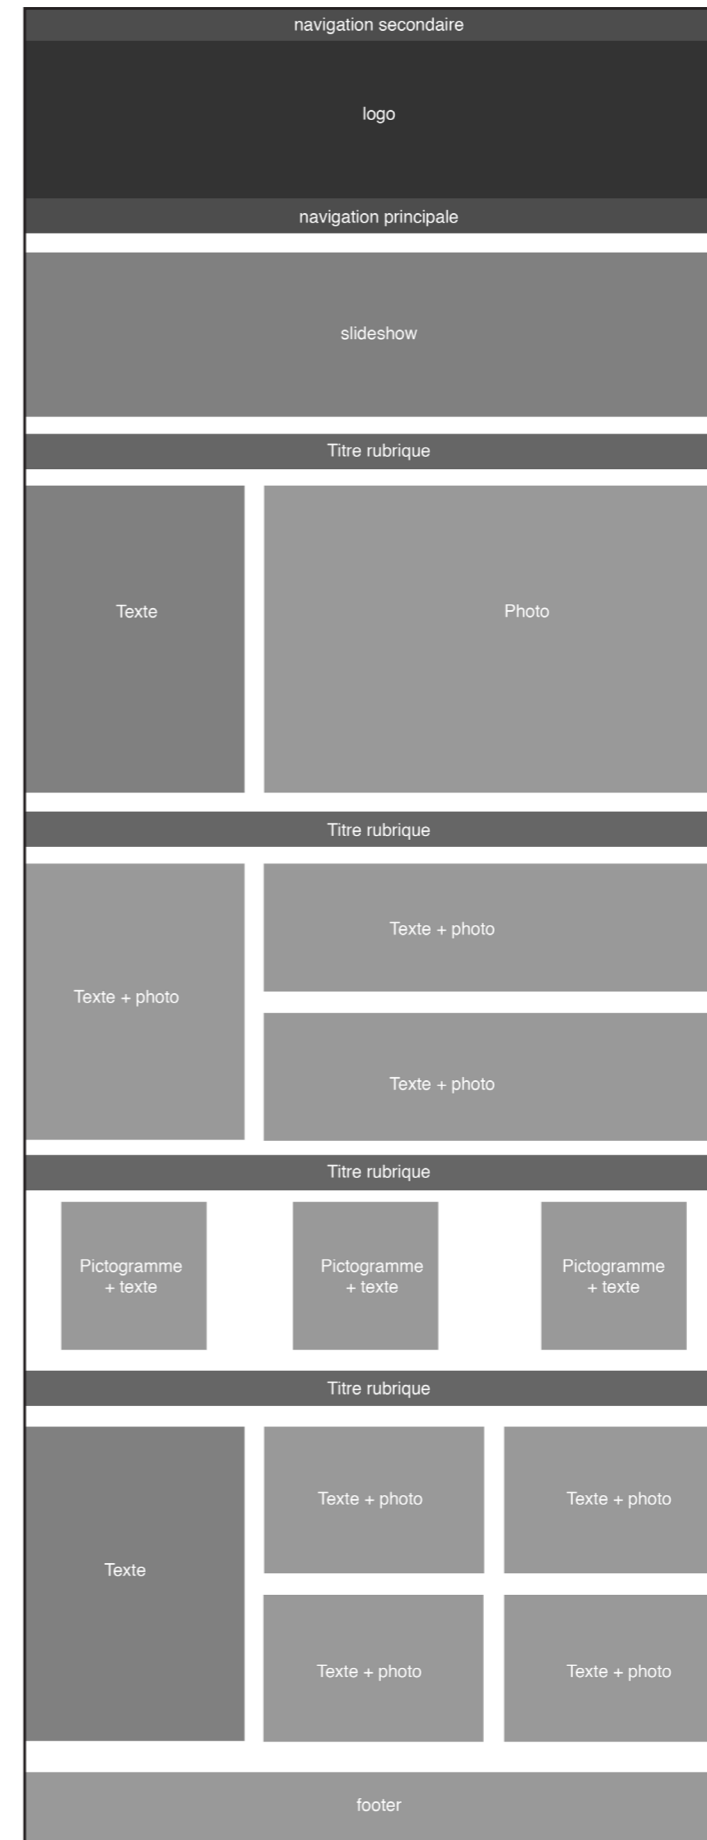 navigation secondaire
logo
navigation principale
slideshow
Titre rubrique
Texte
Photo
Titre rubrique
Texte + photo
Texte + photo
Texte + photo
Titre rubrique
Pictogramme
+ texte
Pictogramme
+ texte
Pictogramme
+ texte
Titre rubrique
Texte
Texte + photo
Texte + photo
Texte + photo
Texte + photo
footer